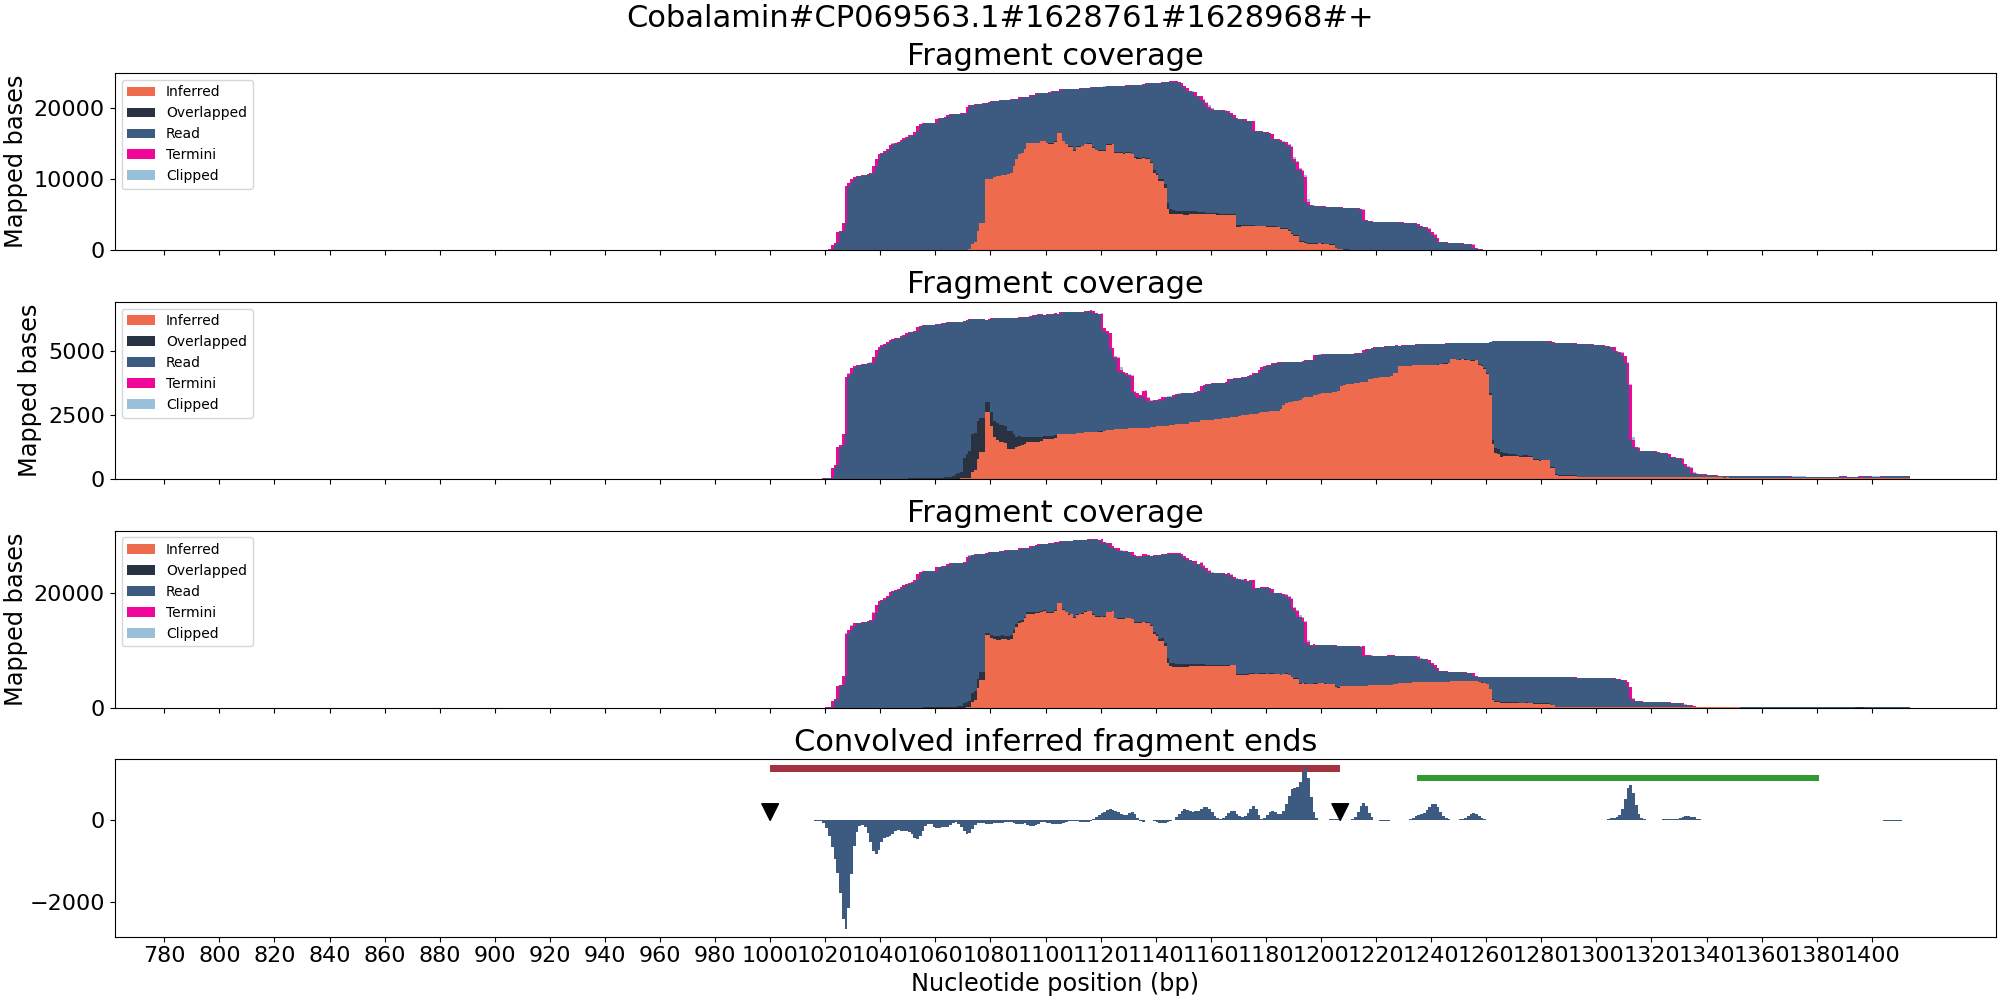 Cobalamin#CP069563.1#1628761#1628968#+
Fragment coverage
Mapped bases
20000
10000
0
Inferred
Overlapped
Read
Termini
Clipped
Fragment coverage
Mapped bases
5000
2500
0
Inferred
Overlapped
Read
Termini
Clipped
Fragment coverage
Mapped bases
20000
0
Inferred
Overlapped
Read
Termini
Clipped
Convolved inferred fragment ends
0
−2000
780 800 820 840 860 880 900 920 940 960 980 1000 1020 1040 1060 1080 1100 1120 1140 1160 1180 1200 1220 1240 1260 1280 1300 1320 1340 1360 1380 1400
Nucleotide position (bp)